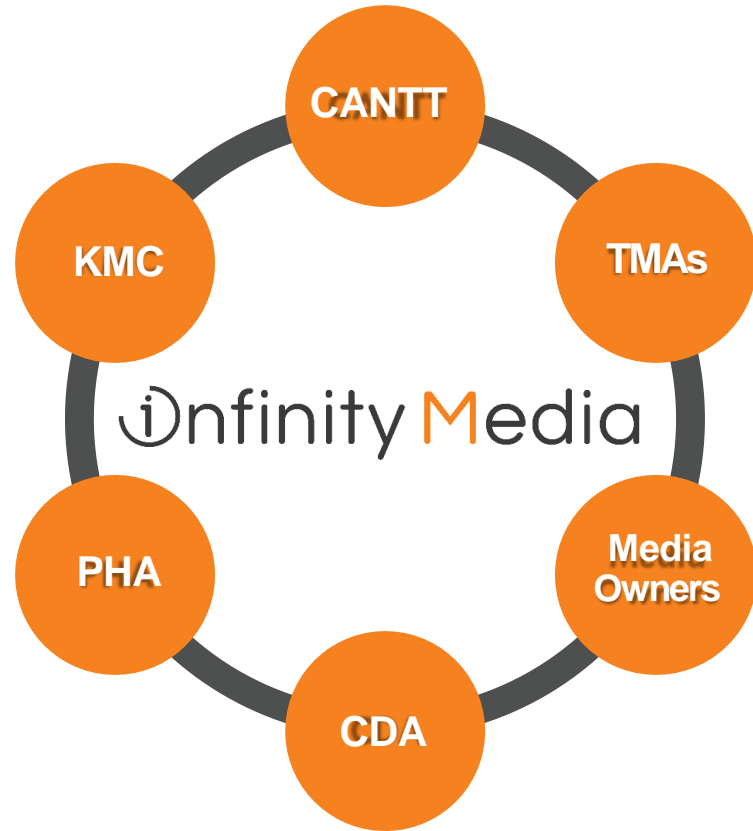 CANTT
KMC
TMAs
infinity Media
PHA
Media
Owners
CDA